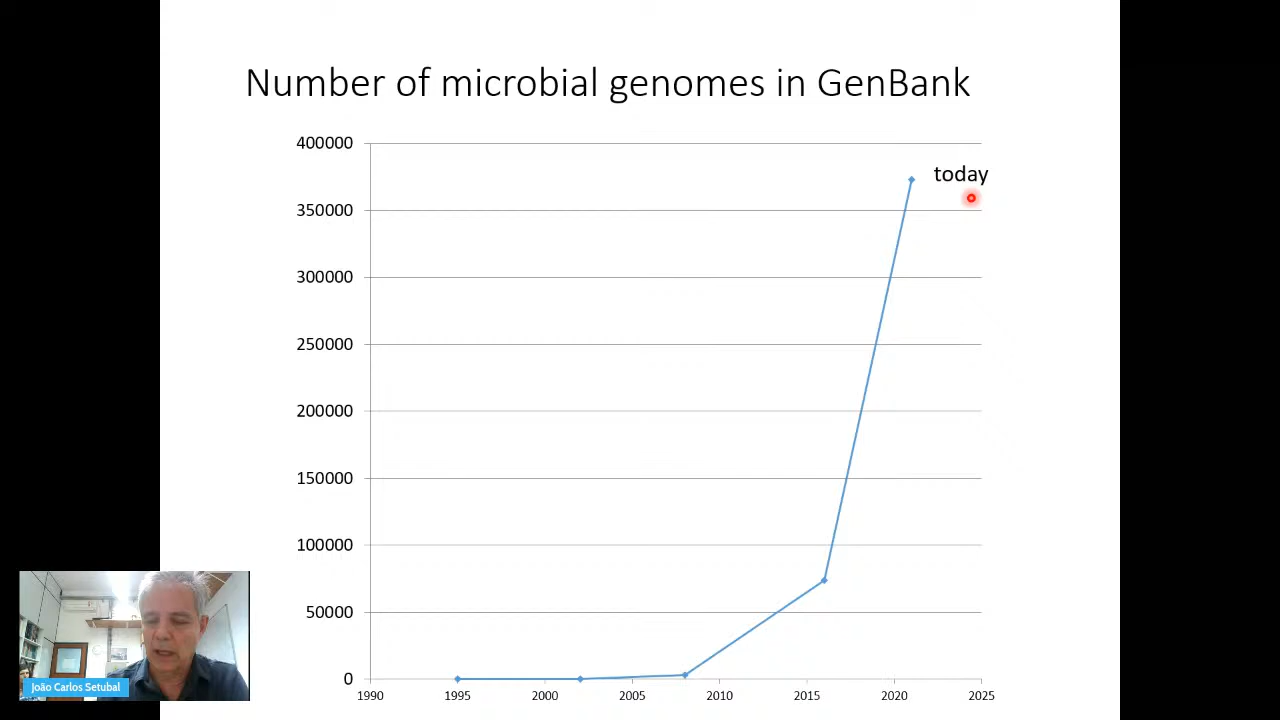 Number of microbial genomes in GenBank
400000
today
350000
300000
250000
200000
150000
100000
50000
0
1990 1995 2000 2005 2010 2015 2020 2025
João Carlos Setubal